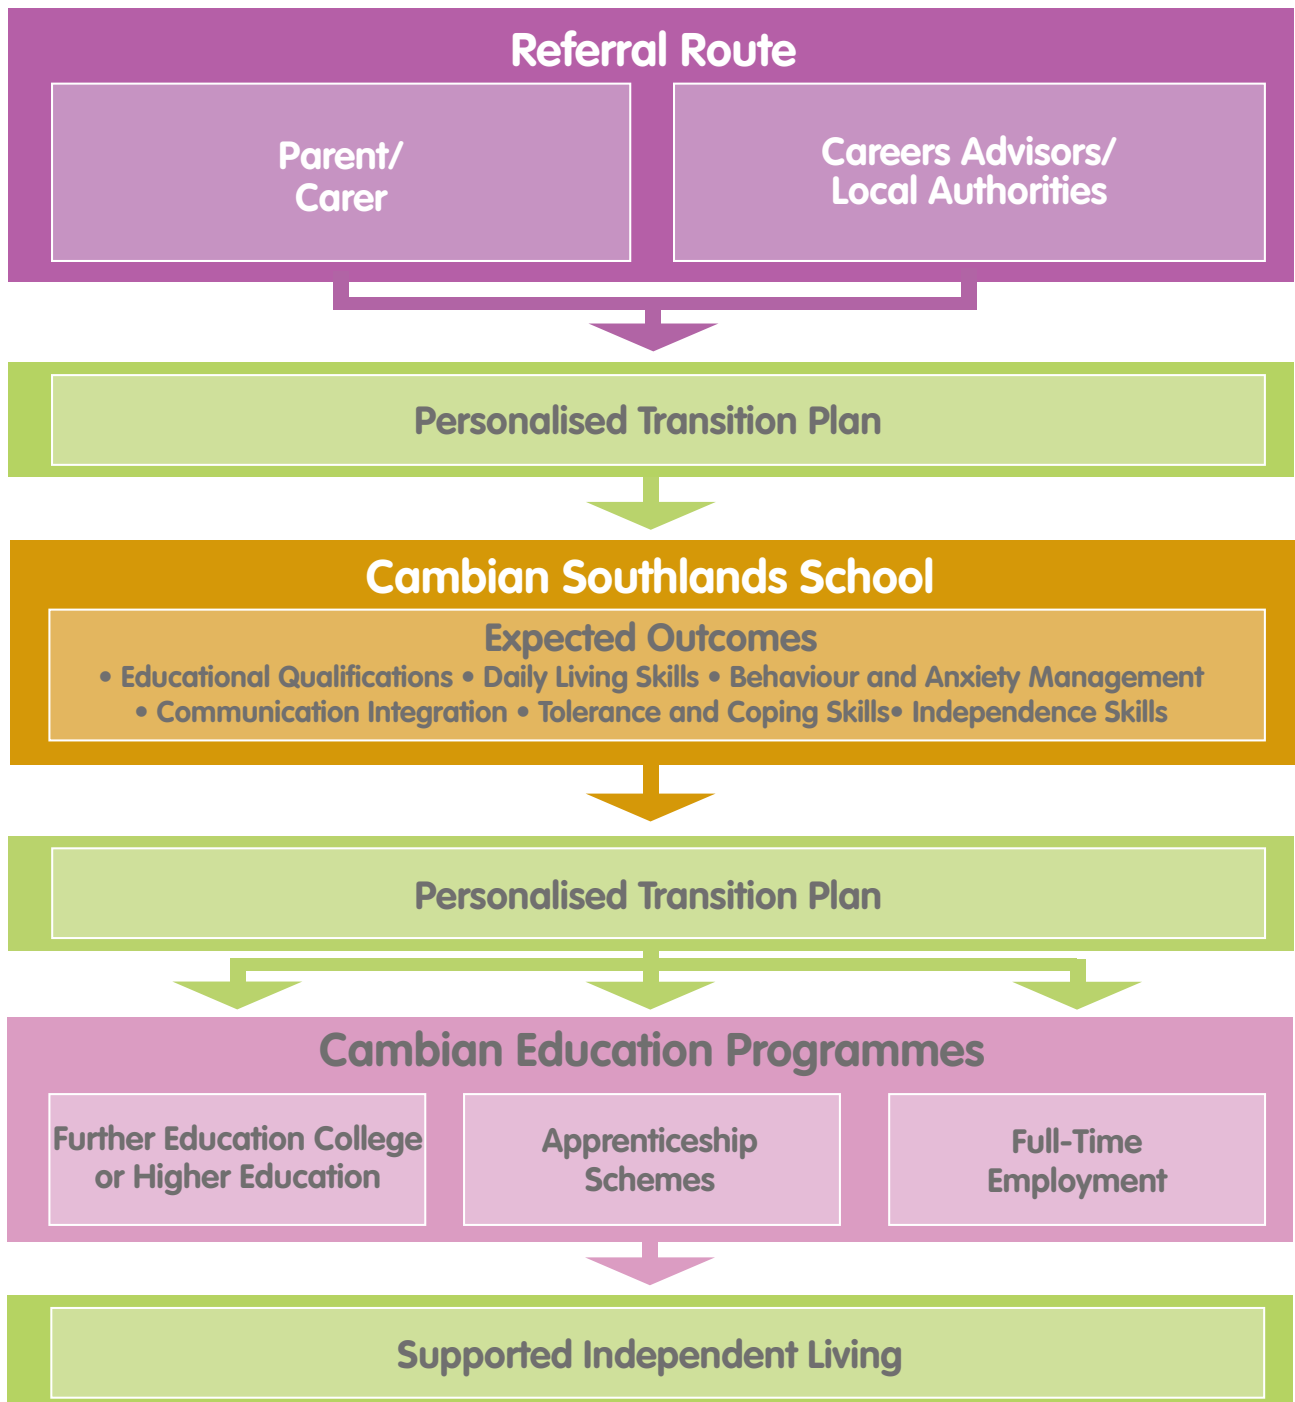 Referral Route
Parent/
Carer
Careers Advisors/
Local Authorities
Personalised Transition Plan
Cambian Southlands School
Expected Outcomes
• Educational Qualifications • Daily Living Skills • Behaviour and Anxiety Management
• Communication Integration • Tolerance and Coping Skills• Independence Skills
Personalised Transition Plan
Cambian Education Programmes
Further Education College
or Higher Education
Apprenticeship
Schemes
Full-Time
Employment
Supported Independent Living